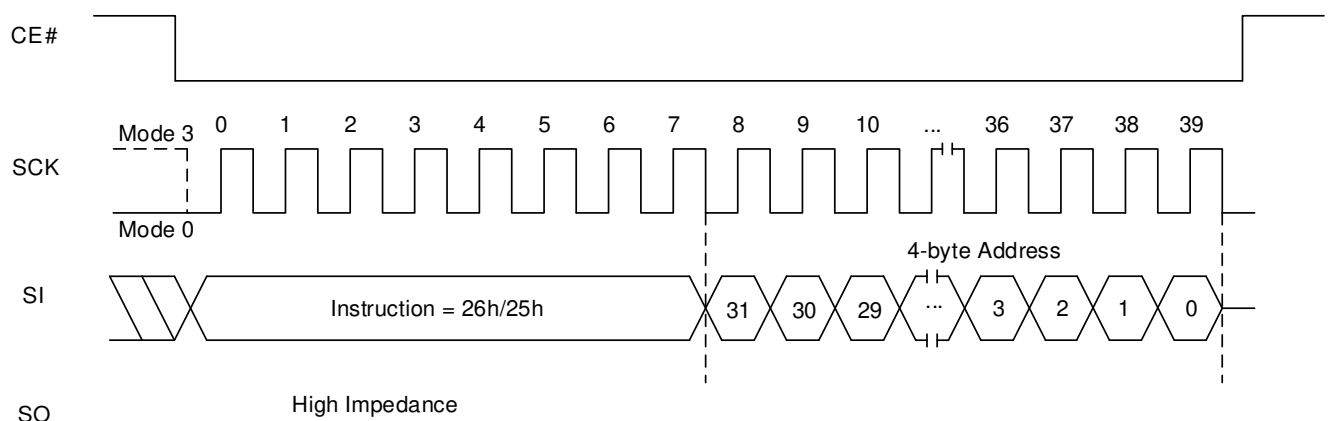 CE#
Mode 3 0 1 2 3 4 5 6 7 8 9 10 ... 36 37 38 39
SCK
Mode 0
4-byte Address
SI Instruction = 26h/25h 31 30 29 ... 3 2 1 0
High Impedance
SO